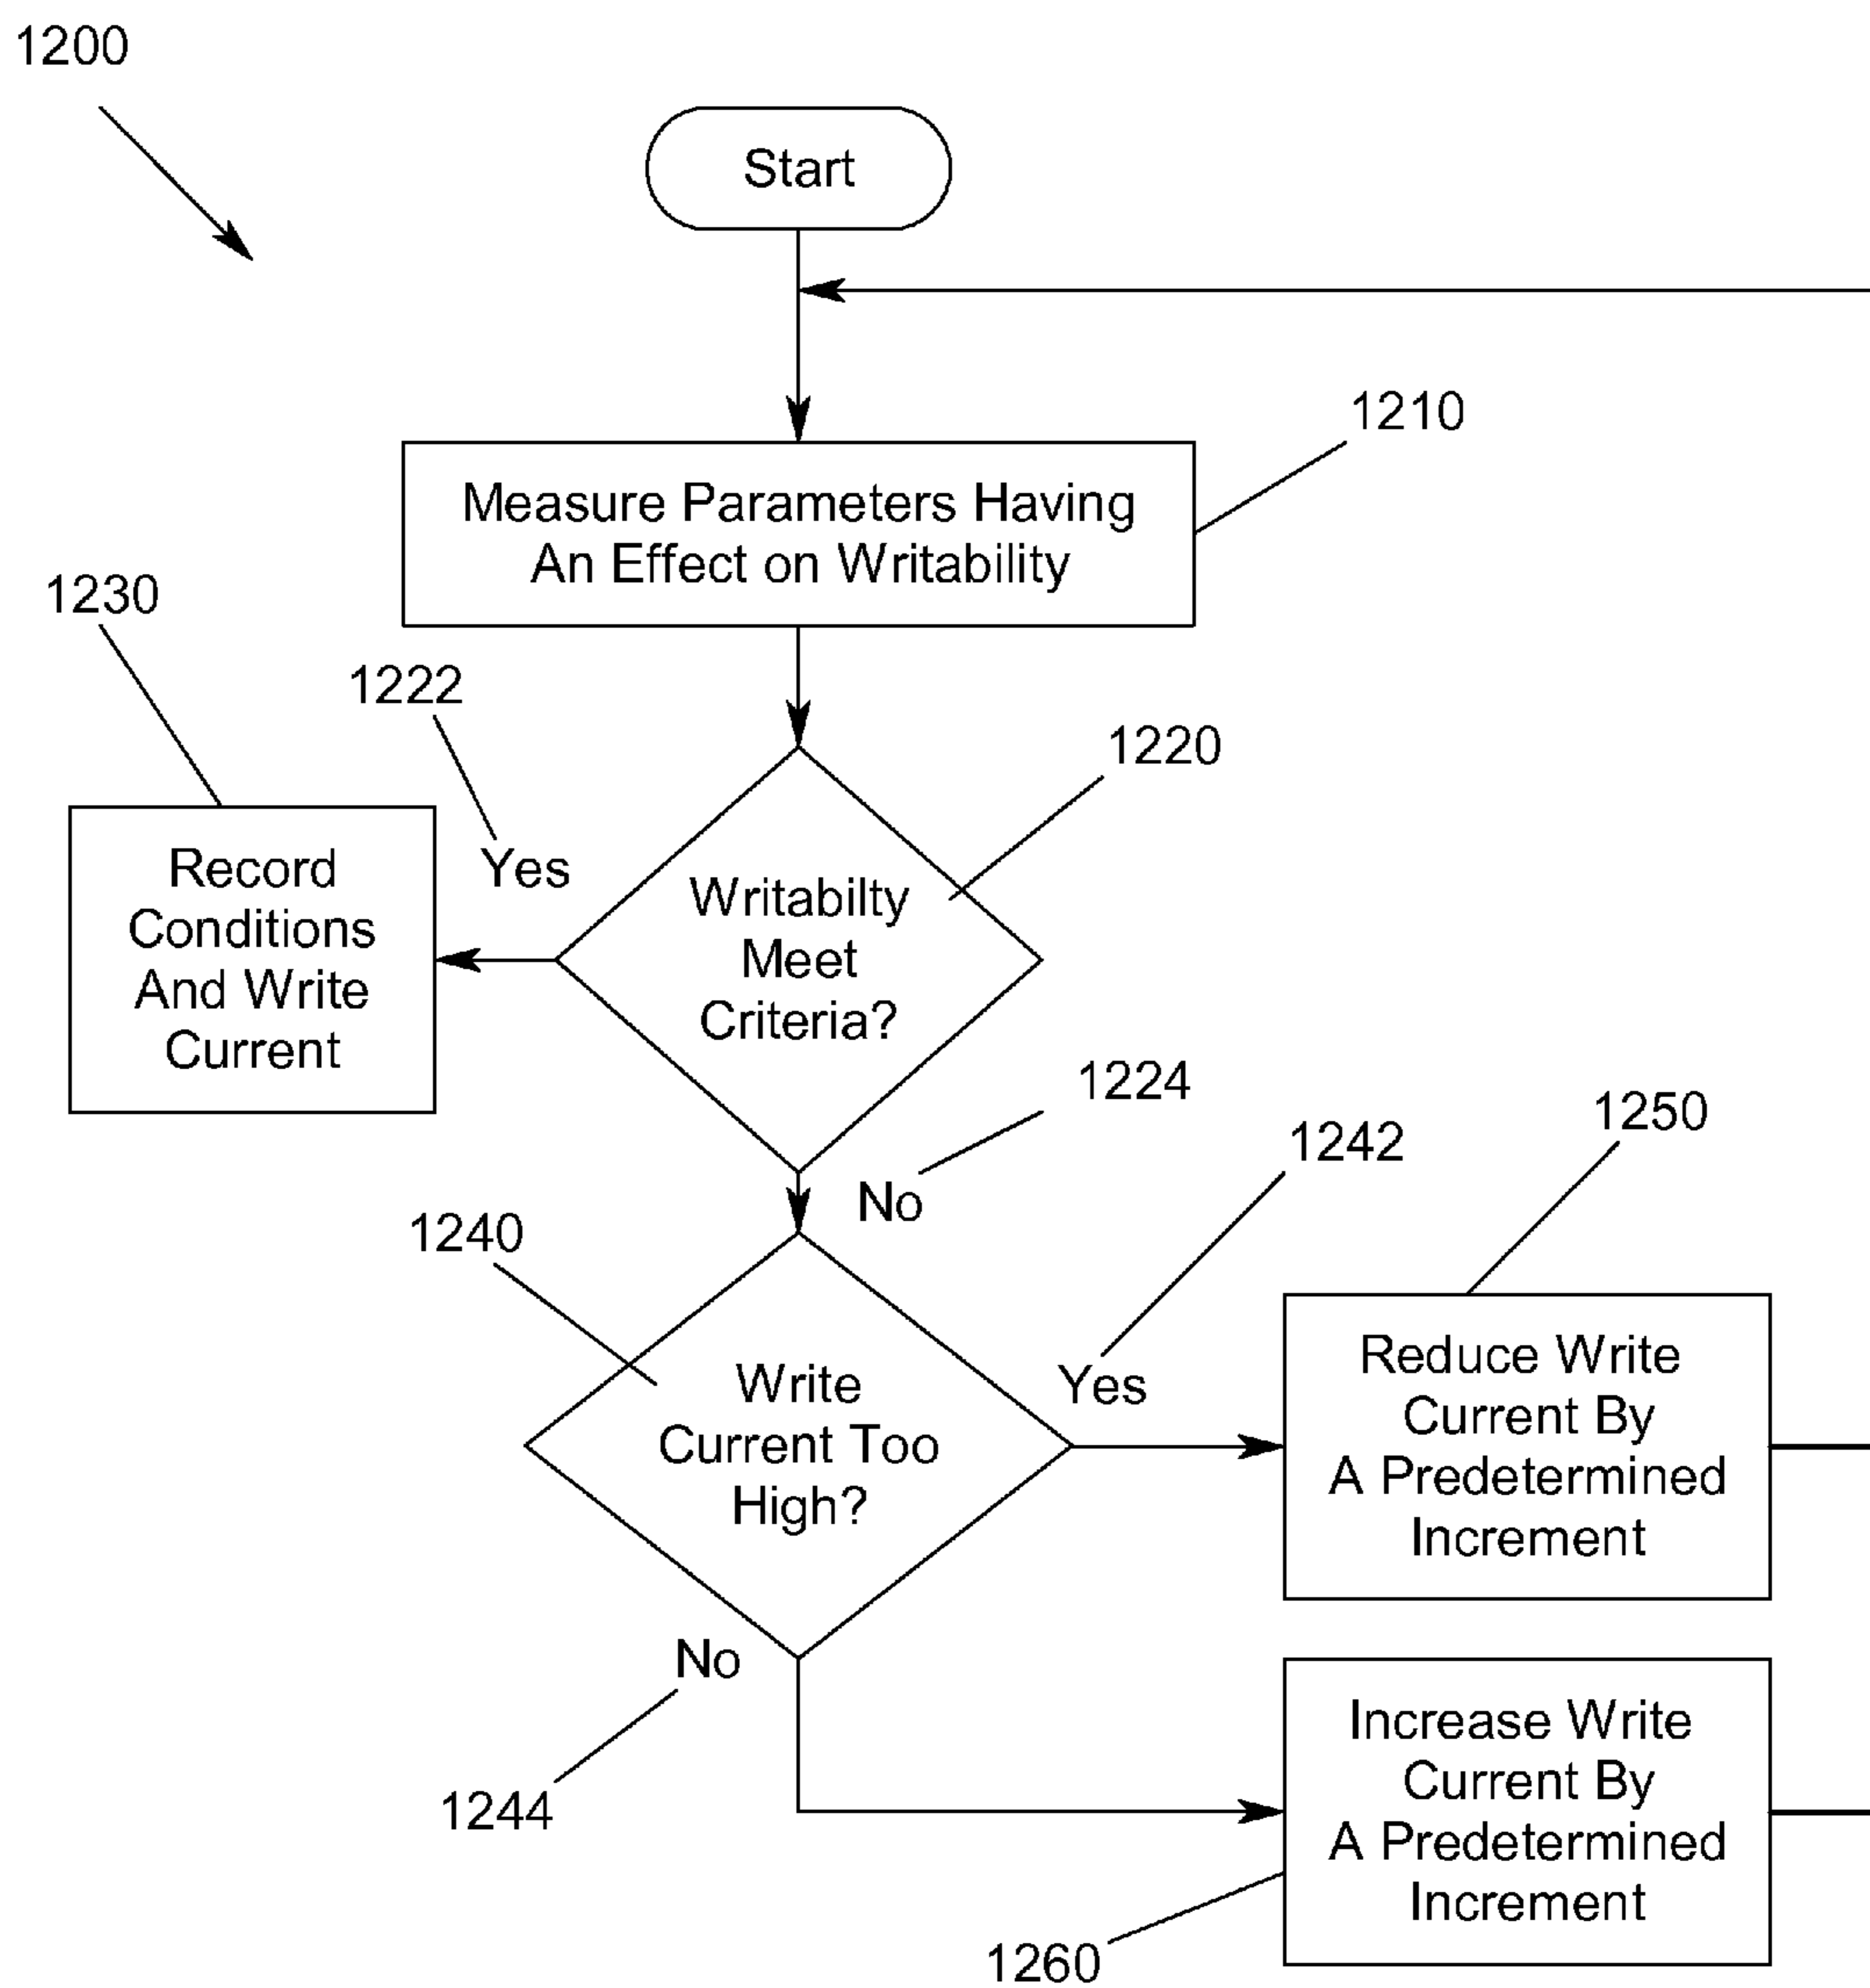 1200
Start
1210
Measure Parameters Having
An Effect on Writability
1230
1222
1220
Yes
Record
Conditions
And Write
Current
Writabilty
Meet
Criteria?
1224
No
1242
1250
1240
Write
Current Too
High?
Yes
Reduce Write
Current By
A Predetermined
Increment
No
1244
Increase Write
Current By
A Predetermined
Increment
1260